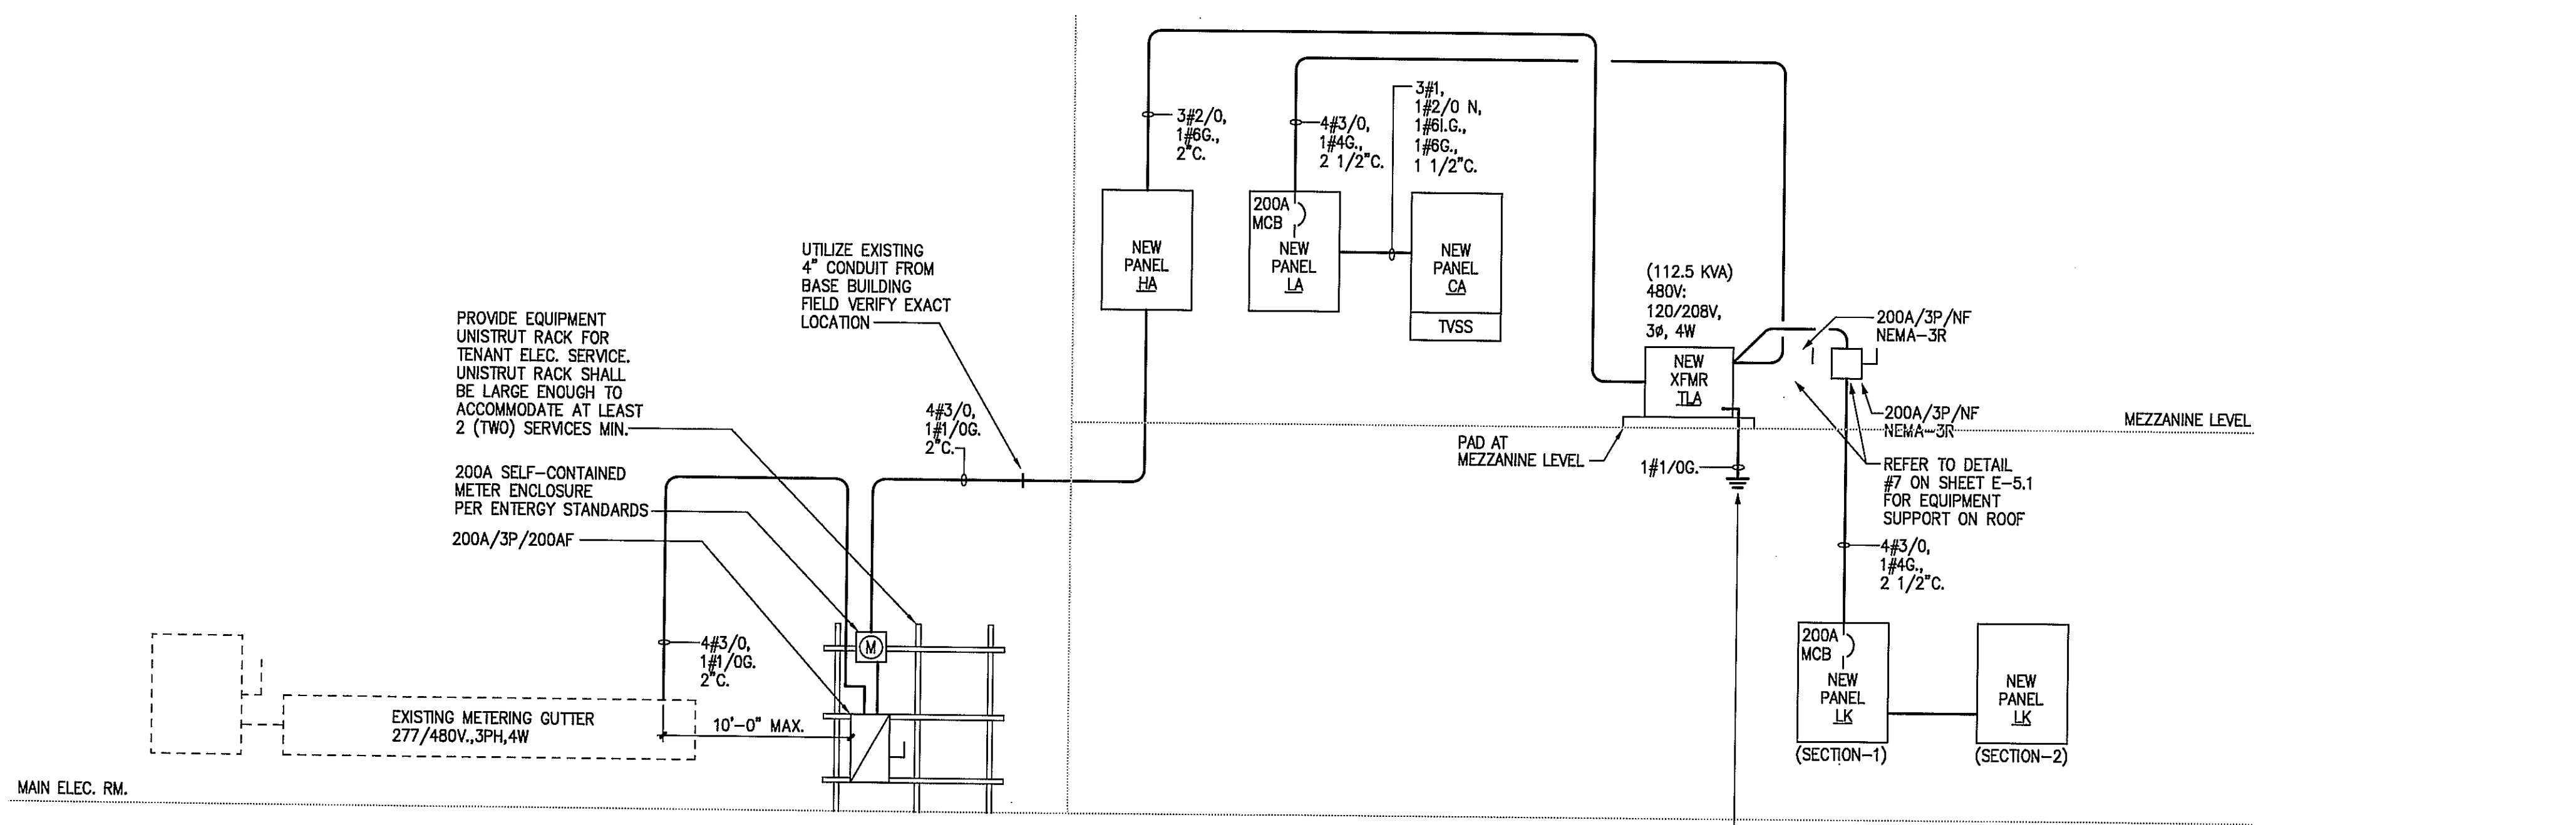 3#1,
1#2/0 N,
1#6I.G.,
1#6G.,
1 1/2"C.
3#2/0,
1#6G.,
2"C.
4#3/0,
1#4G.,
2 1/2"C.
200A
MCB
NEW
PANEL
HA
NEW
PANEL
LA
NEW
PANEL
CA
TVSS
UTILIZE EXISTING
4" CONDUIT FROM
BASE BUILDING
FIELD VERIFY EXACT
LOCATION
(112.5 KVA)
480V:
120/208V,
3ø, 4W
NEW
XFMR
TLA
200A/3P/NF
NEMA-3R
200A/3P/NF
NEMA-3R
MEZZANINE LEVEL
PROVIDE EQUIPMENT
UNISTRUT RACK FOR
TENANT ELEC. SERVICE.
UNISTRUT RACK SHALL
BE LARGE ENOUGH TO
ACCOMMODATE AT LEAST
2 (TWO) SERVICES MIN.
4#3/0,
1#1/0G.
2"C.
PAD AT
MEZZANINE LEVEL
1#1/0G.
REFER TO DETAIL
#7 ON SHEET E-5.1
FOR EQUIPMENT
SUPPORT ON ROOF
200A SELF-CONTAINED
METER ENCLOSURE
PER ENTERGY STANDARDS
200A/3P/200AF
4#3/0,
1#4G.,
2 1/2"C.
M
4#3/0,
1#1/0G.
2"C.
200A
MCB
NEW
PANEL
LK
(SECTION-1)
NEW
PANEL
LK
(SECTION-2)
EXISTING METERING GUTTER
277/480V.,3PH,4W
10'-0" MAX.
MAIN ELEC. RM.